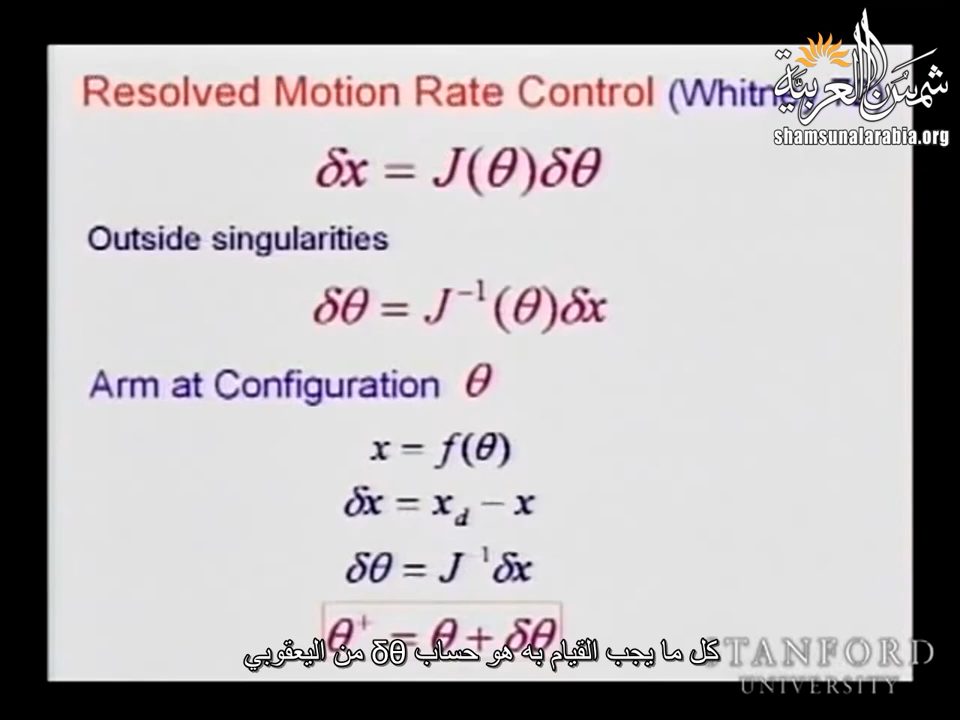 Resolved Motion Rate Control (Whitney
شمس العربية
shamsunalarabia.org
δx = J(θ)δθ
Outside singularities
δθ = J⁻¹(θ)δx
Arm at Configuration θ
x = f(θ)
δx = x_d − x
δθ = J⁻¹δx
θ⁺ = θ + δθ
كل ما يجب القيام به هو حساب δθ من اليعقوبي
STANFORD
UNIVERSITY